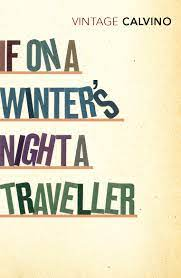 VINTAGE CALVINO
IF ON A
WINTER'S
NIGHT A
TRAVELLER